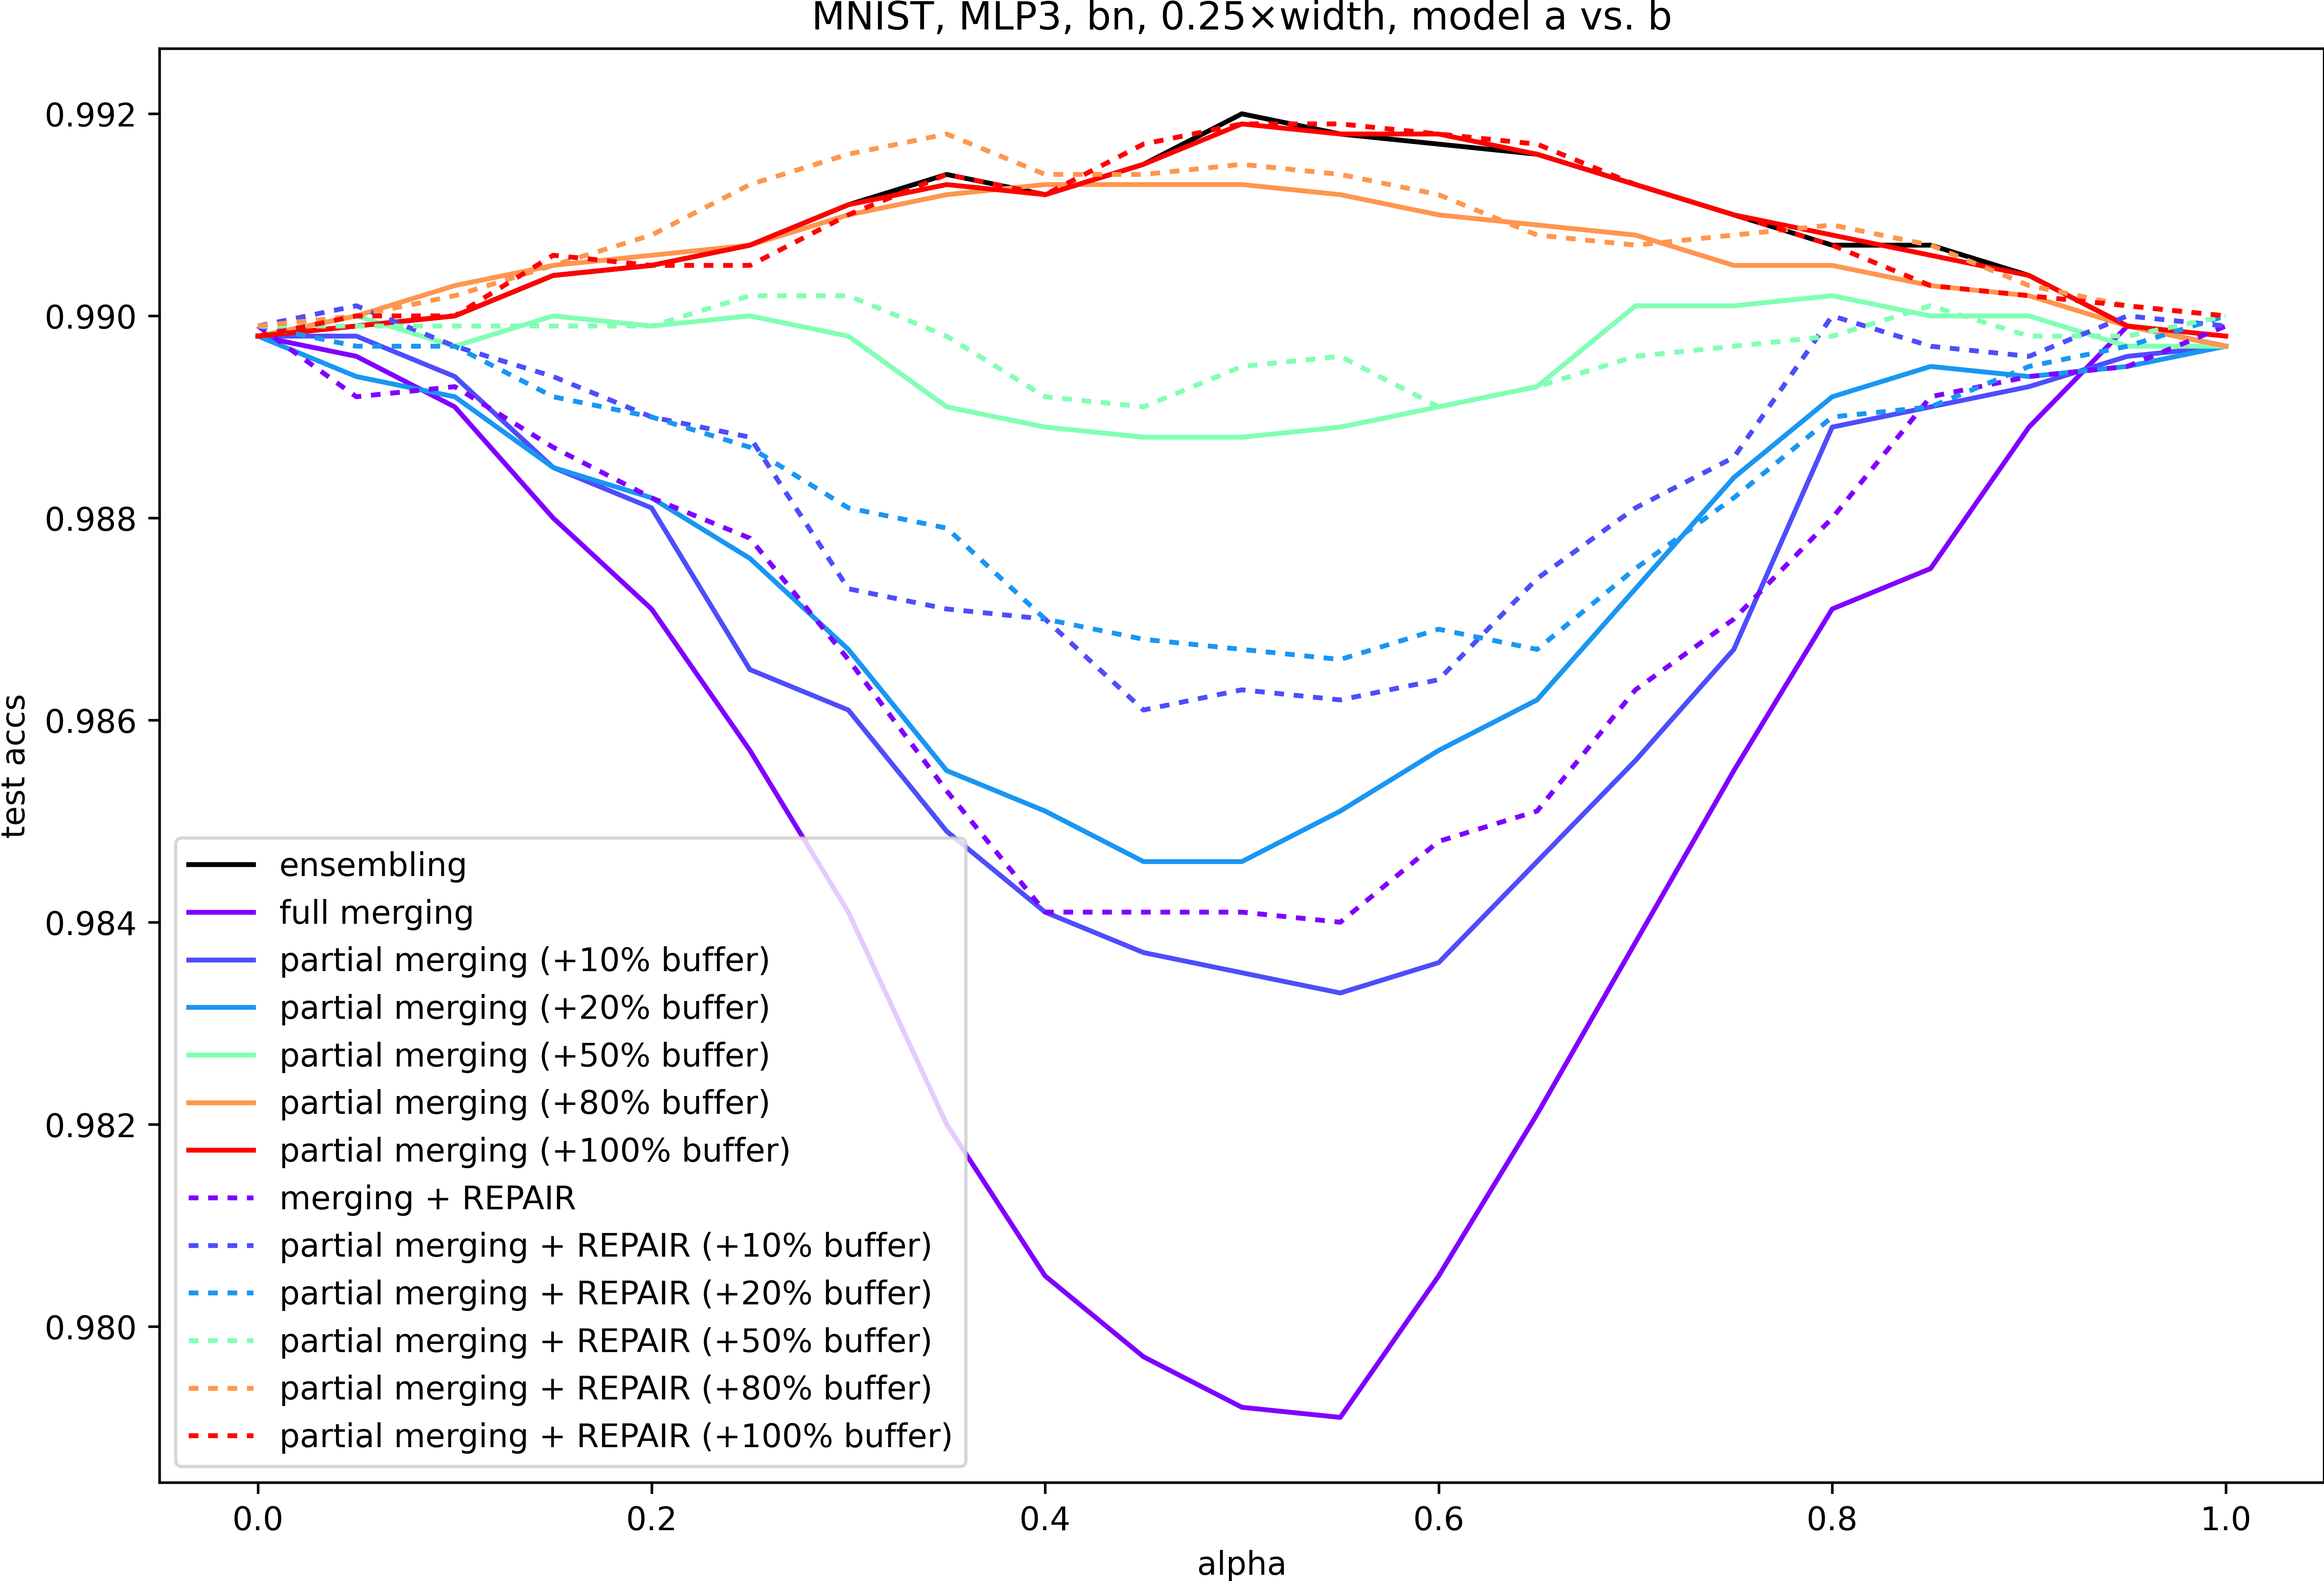 MNIST, MLP3, bn, 0.25×width, model a vs. b
0.992
0.990
0.988
0.986
0.984
0.982
0.980
test accs
ensembling
full merging
partial merging (+10% buffer)
partial merging (+20% buffer)
partial merging (+50% buffer)
partial merging (+80% buffer)
partial merging (+100% buffer)
merging + REPAIR
partial merging + REPAIR (+10% buffer)
partial merging + REPAIR (+20% buffer)
partial merging + REPAIR (+50% buffer)
partial merging + REPAIR (+80% buffer)
partial merging + REPAIR (+100% buffer)
0.0 0.2 0.4 0.6 0.8 1.0
alpha